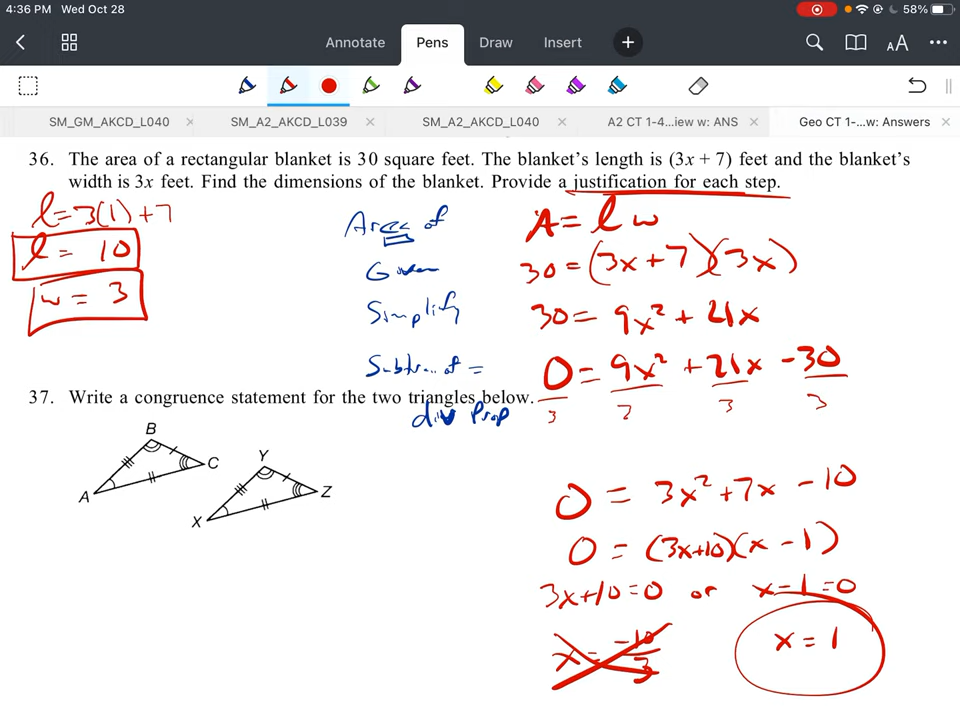 4:36 PM Wed Oct 28
58%
Annotate Pens Draw Insert +
AA
SM_GM_AKCD_L040 × SM_A2_AKCD_L039 × SM_A2_AKCD_L040 × A2 CT 1-4...iew w: ANS × Geo CT 1-...w: Answers ×
36. The area of a rectangular blanket is 30 square feet. The blanket's length is (3x + 7) feet and the blanket's
width is 3x feet. Find the dimensions of the blanket. Provide a justification for each step.
l = 3(1) + 7
l = 10
w = 3
Area of
Given
Simplify
Subtr... of =
div Prop
A = l w
30 = (3x + 7)(3x)
30 = 9x² + 21x
0 = 9x² + 21x - 30
3 3 3 3
0 = 3x² + 7x - 10
0 = (3x+10)(x - 1)
3x+10=0 or x-1=0
x = -10/3
x = 1
37. Write a congruence statement for the two triangles below.
B
C
A
Y
Z
X